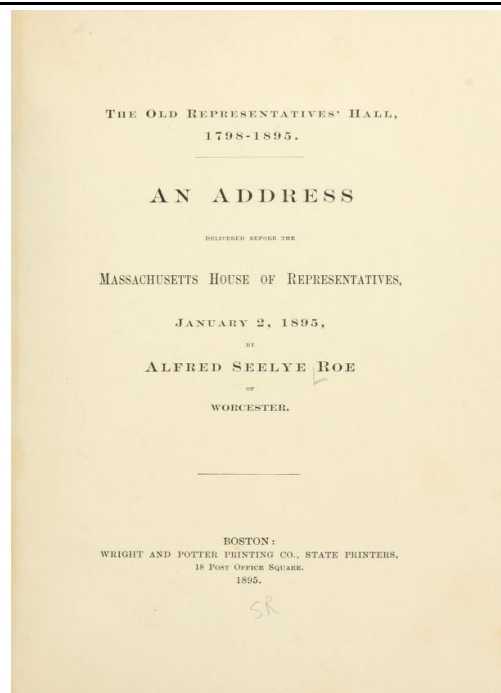 THE OLD REPRESENTATIVES' HALL,
1798-1895.
AN ADDRESS
DELIVERED BEFORE THE
MASSACHUSETTS HOUSE OF REPRESENTATIVES,
JANUARY 2, 1895,
BY
ALFRED SEELYE ROE
OF
WORCESTER.
BOSTON:
WRIGHT AND POTTER PRINTING CO., STATE PRINTERS,
18 POST OFFICE SQUARE.
1895.
SR